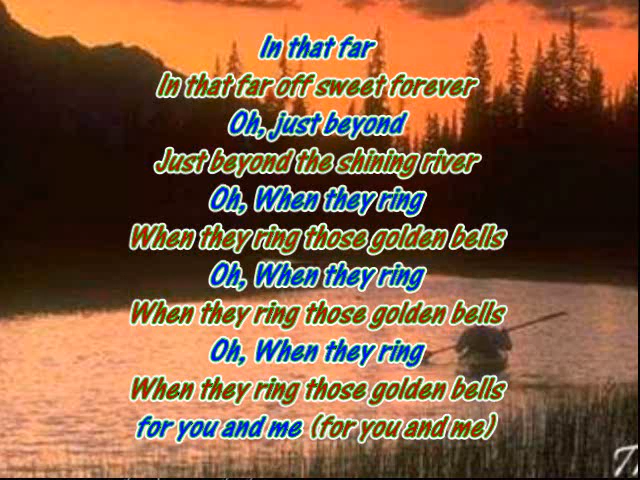 In that far
In that far off sweet forever
Oh, just beyond
Just beyond the shining river
Oh, When they ring
When they ring those golden bells
Oh, When they ring
When they ring those golden bells
Oh, When they ring
When they ring those golden bells
for you and me (for you and me)